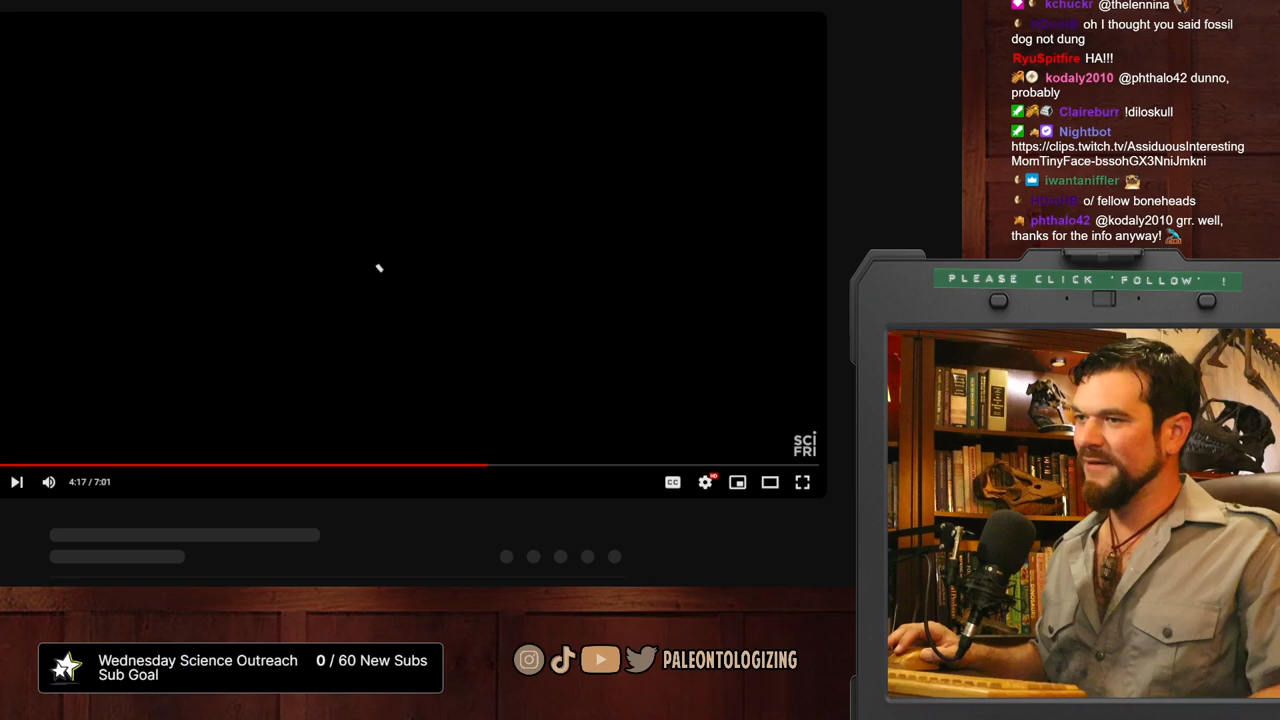 kchuckr @thelennina
oh I thought you said fossil
dog not dung
RyuSpitfire HA!!!
kodaly2010 @phthalo42 dunno,
probably
Claireburr !diloskull
Nightbot
https://clips.twitch.tv/AssiduousInteresting
MomTinyFace-bssohGX3NniJmkni
iwantaniffler
o/ fellow boneheads
phthalo42 @kodaly2010 grr. well,
thanks for the info anyway!
PLEASE CLICK 'FOLLOW' !
SCI
FRI
CC
HD
4:17 / 7:01
Wednesday Science Outreach 0 / 60 New Subs
Sub Goal
PALEONTOLOGIZING